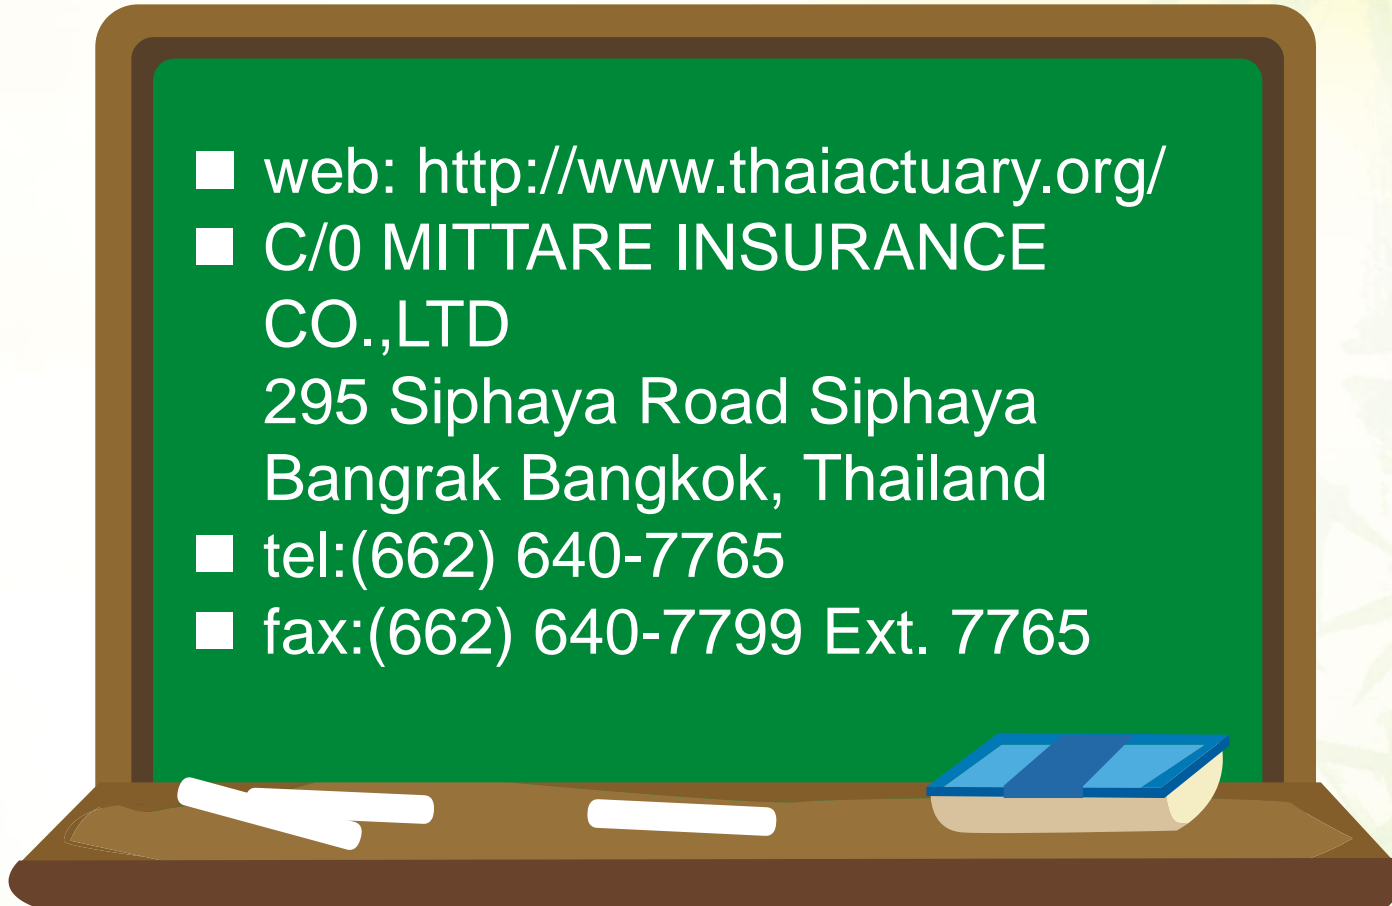 ■ web: http://www.thaiactuary.org/
■ C/0 MITTARE INSURANCE
CO.,LTD
295 Siphaya Road Siphaya
Bangrak Bangkok, Thailand
■ tel:(662) 640-7765
■ fax:(662) 640-7799 Ext. 7765